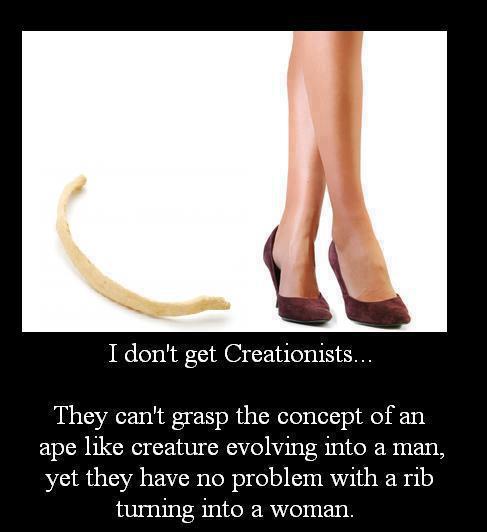 I don't get Creationists...
They can't grasp the concept of an
ape like creature evolving into a man,
yet they have no problem with a rib
turning into a woman.